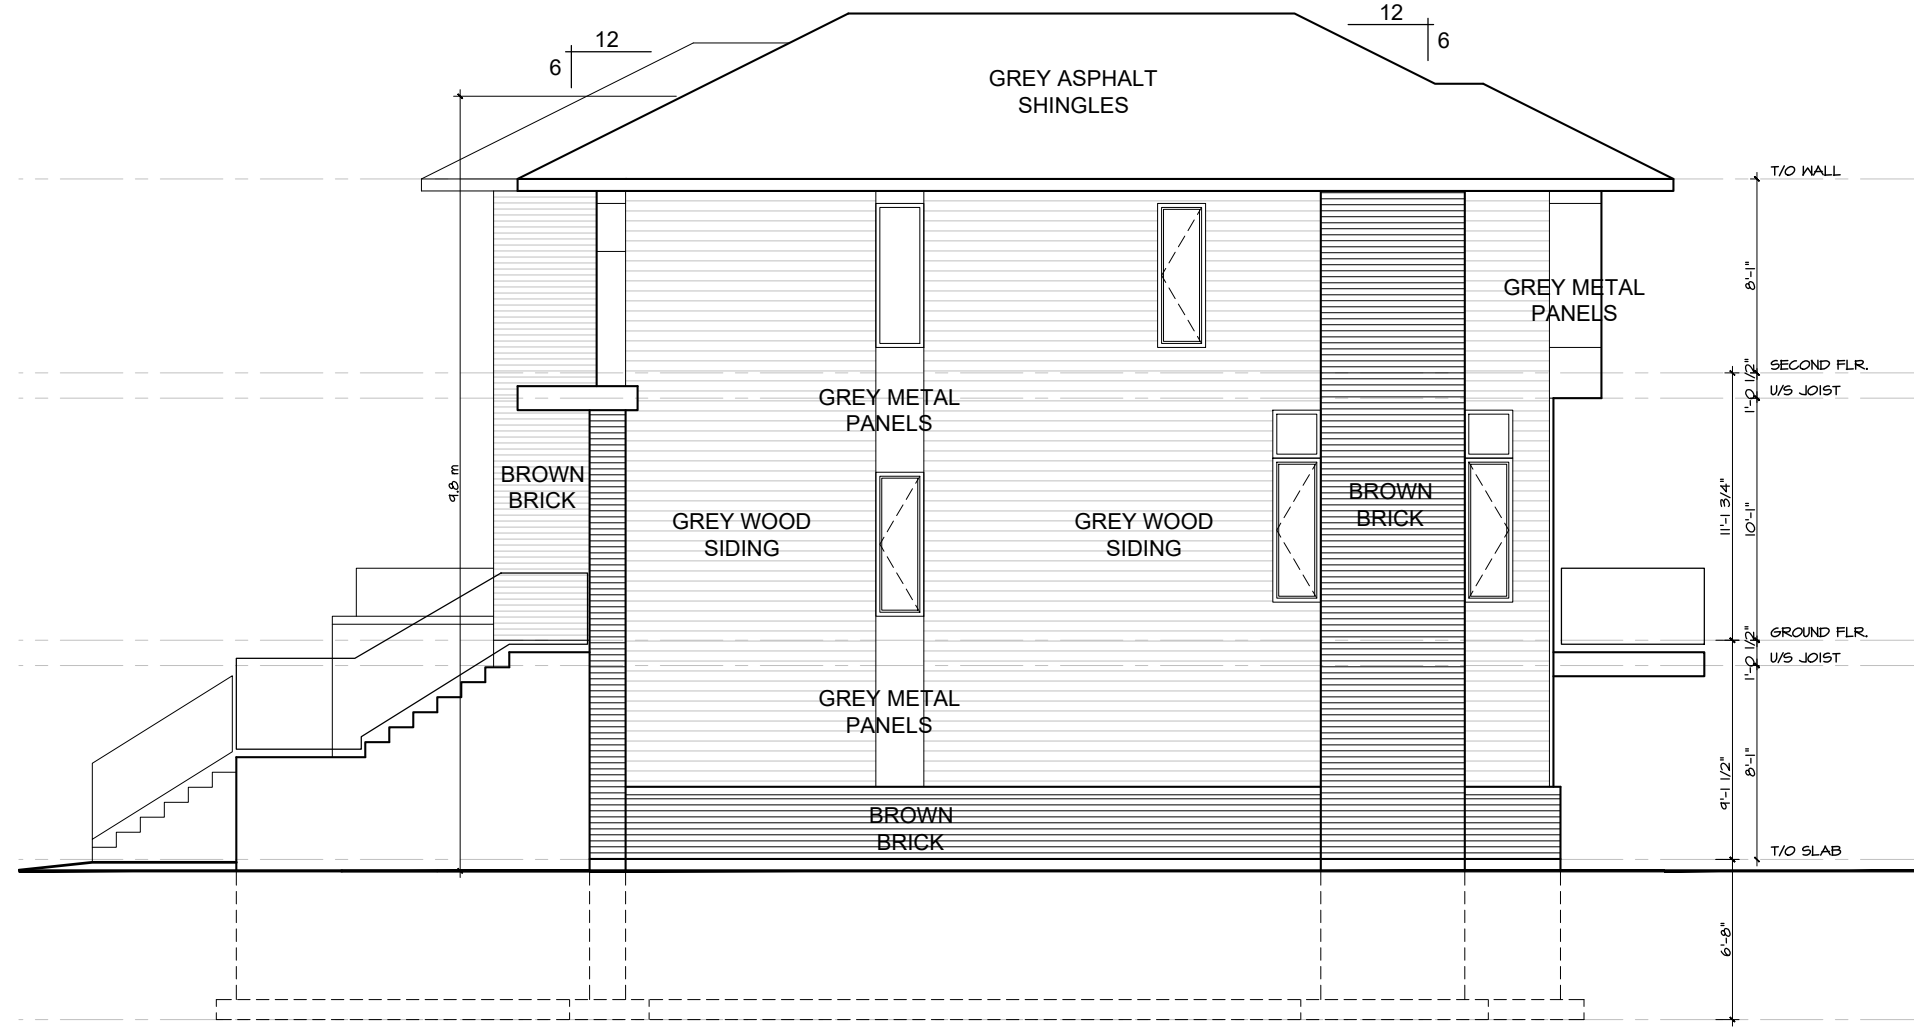 12
6
12
6
GREY ASPHALT
SHINGLES
T/O WALL
8'-1"
GREY METAL
PANELS
SECOND FLR.
1'-0 1/2"
U/S JOIST
GREY METAL
PANELS
9.8 m
BROWN
BRICK
BROWN
BRICK
11'-1 3/4"
10'-1"
GREY WOOD
SIDING
GREY WOOD
SIDING
GROUND FLR.
1'-0 1/2"
U/S JOIST
GREY METAL
PANELS
9'-1 1/2"
8'-1"
BROWN
BRICK
T/O SLAB
6'-8"